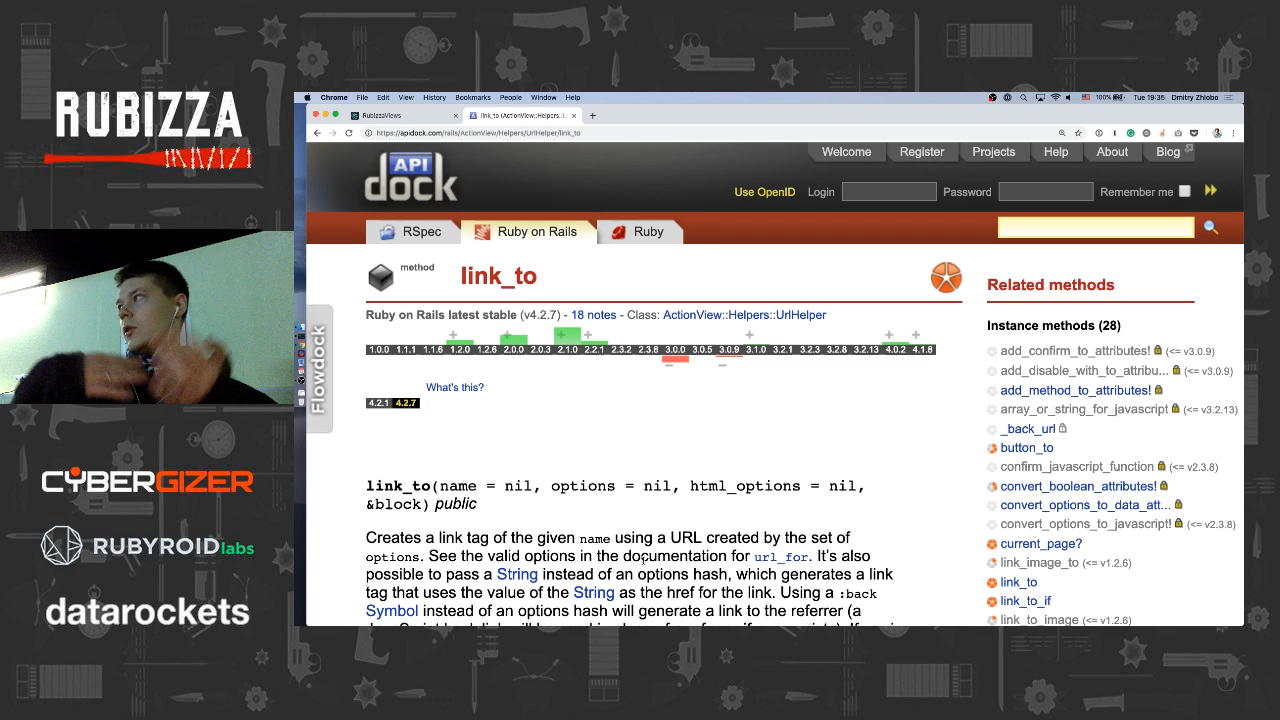 RUBIZZA
CYBERGIZER
RUBYROID labs
datarockets
Chrome File Edit View History Bookmarks People Window Help
100% Tue 19:35 Dmitry Zhlobo
RubizzaViews
link_to (ActionView::Helpers::U
https://apidock.com/rails/ActionView/Helpers/UrlHelper/link_to
API
dock
Welcome Register Projects Help About Blog
Use OpenID Login Password Remember me
RSpec Ruby on Rails Ruby
Flowdock
method
link_to
Ruby on Rails latest stable (v4.2.7) - 18 notes - Class: ActionView::Helpers::UrlHelper
1.0.0 1.1.1 1.1.6 1.2.0 1.2.6 2.0.0 2.0.3 2.1.0 2.2.1 2.3.2 2.3.8 3.0.0 3.0.5 3.0.9 3.1.0 3.2.1 3.2.3 3.2.8 3.2.13 4.0.2 4.1.8
What's this?
4.2.1 4.2.7
link_to(name = nil, options = nil, html_options = nil,
&block) public
Creates a link tag of the given name using a URL created by the set of
options. See the valid options in the documentation for url_for. It's also
possible to pass a String instead of an options hash, which generates a link
tag that uses the value of the String as the href for the link. Using a :back
Symbol instead of an options hash will generate a link to the referrer (a
Related methods
Instance methods (28)
add_confirm_to_attributes! (<= v3.0.9)
add_disable_with_to_attribu... (<= v3.0.9)
add_method_to_attributes!
array_or_string_for_javascript (<= v3.2.13)
_back_url
button_to
confirm_javascript_function (<= v2.3.8)
convert_boolean_attributes!
convert_options_to_data_att...
convert_options_to_javascript! (<= v2.3.8)
current_page?
link_image_to (<= v1.2.6)
link_to
link_to_if
link_to_image (<= v1.2.6)